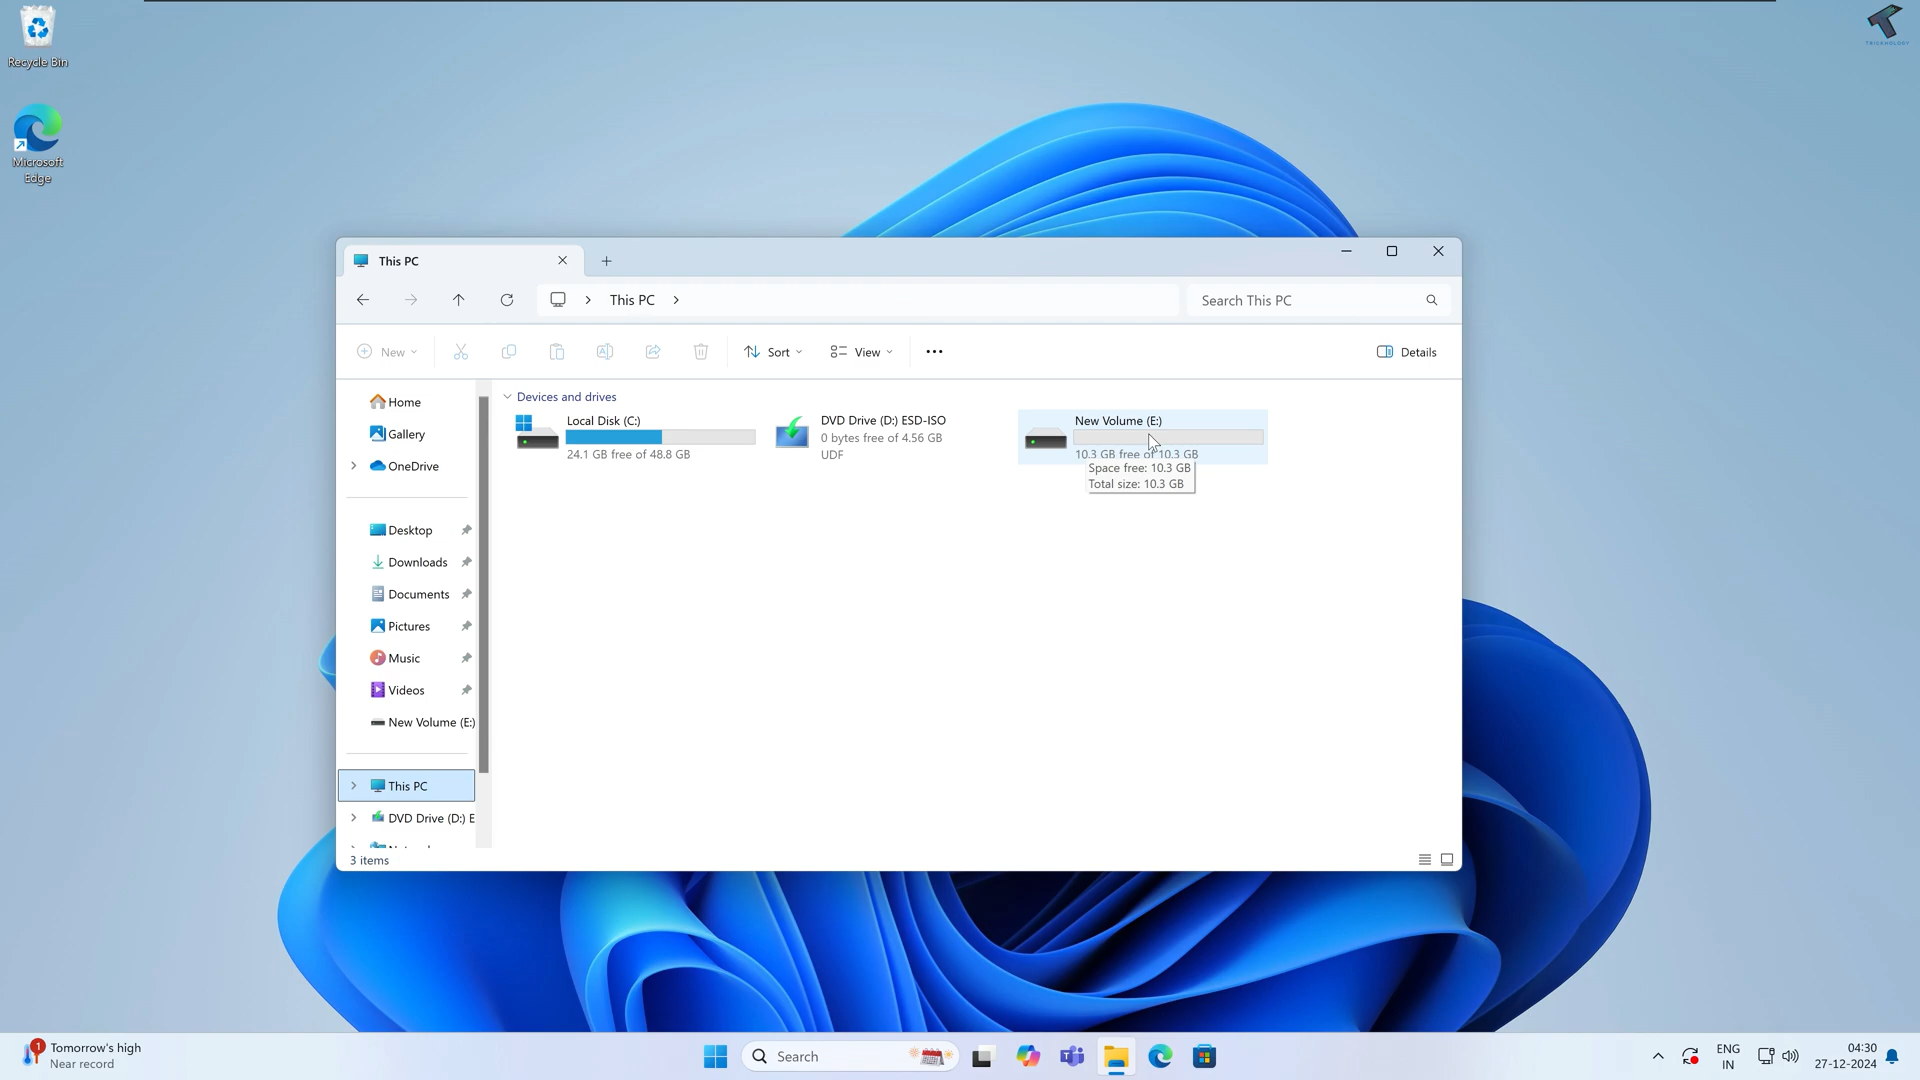 Recycle Bin
Microsoft
Edge
TRICKNOLOGY
This PC
This PC
Search This PC
New
Sort
View
Details
Home
Gallery
OneDrive
Desktop
Downloads
Documents
Pictures
Music
Videos
New Volume (E:)
This PC
DVD Drive (D:) E
Devices and drives
Local Disk (C:)
24.1 GB free of 48.8 GB
DVD Drive (D:) ESD-ISO
0 bytes free of 4.56 GB
UDF
New Volume (E:)
10.3 GB free of 10.3 GB
Space free: 10.3 GB
Total size: 10.3 GB
3 items
1
Tomorrow's high
Near record
Search
ENG
IN
04:30
27-12-2024